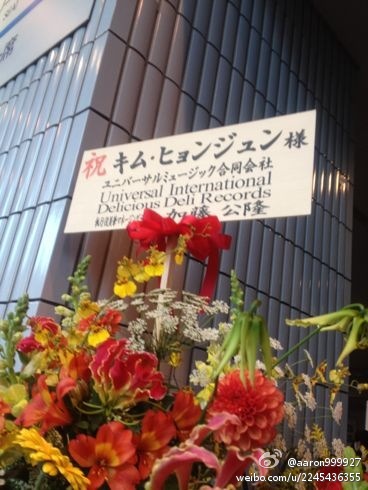 祝 キム・ヒョンジュン様
ユニバーサルミュージック合同会社
Universal International
Delicious Deli Records
加藤 公隆
@aaron999927
weibo.com/u/2245436355